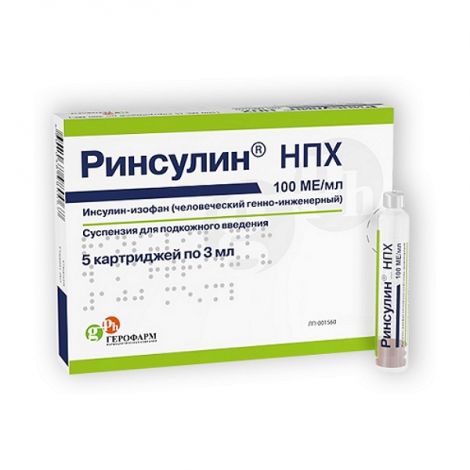 Ринсулин® НПХ
100 МЕ/мл
Инсулин-изофан (человеческий генно-инженерный)
Суспензия для подкожного введения
5 картриджей по 3 мл
gph
ГЕРОФАРМ
ЛП-001560
Ринсулин® НПХ
100 МЕ/мл